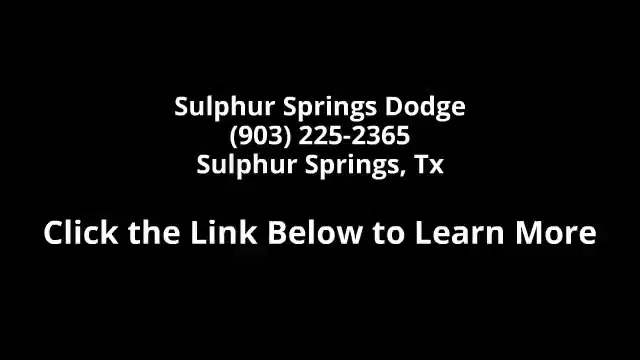 Sulphur Springs Dodge
(903) 225-2365
Sulphur Springs, Tx
Click the Link Below to Learn More